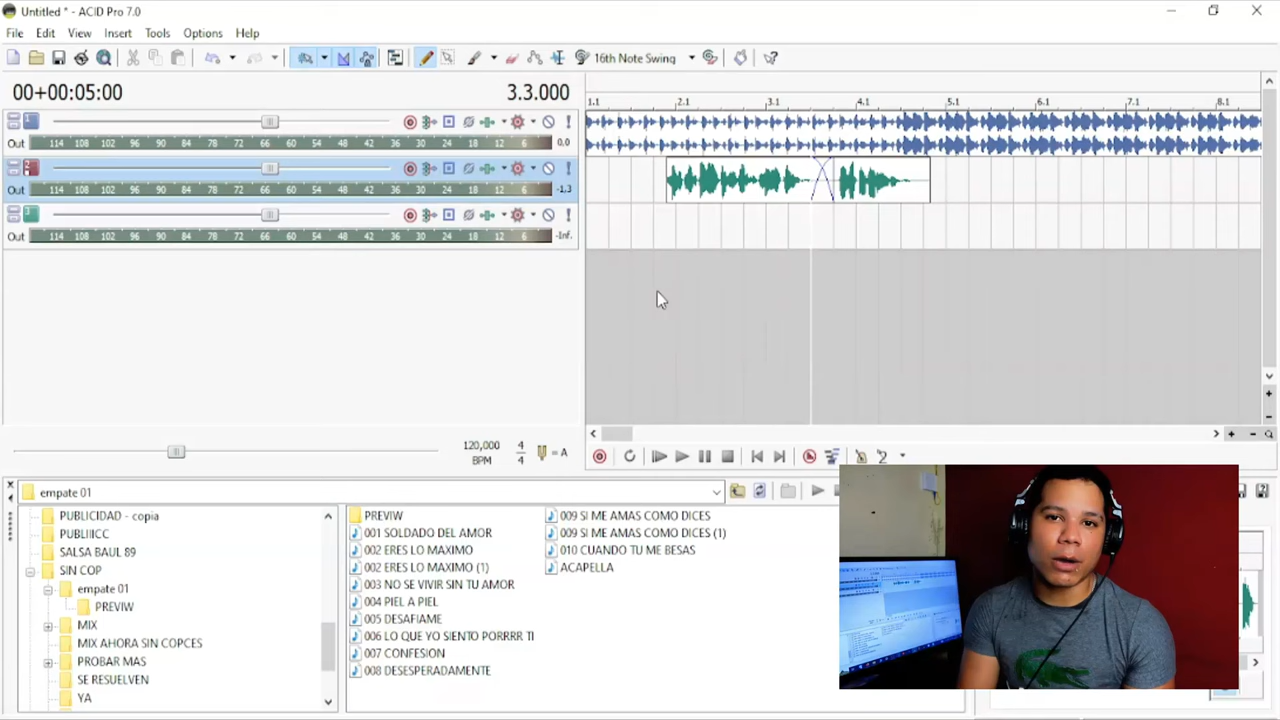 Untitled * - ACID Pro 7.0
File Edit View Insert Tools Options Help
16th Note Swing
00+00:05:00 3.3.000
1.1 2.1 3.1 4.1 5.1 6.1 7.1 8.1
1
Out 114 108 102 96 90 84 78 72 66 60 54 48 42 36 30 24 18 12 6 0,0
2
Out 114 108 102 96 90 84 78 72 66 60 54 48 42 36 30 24 18 12 6 -1,3
3
Out 114 108 102 96 90 84 78 72 66 60 54 48 42 36 30 24 18 12 6 -Inf.
120,000
BPM
4
4
= A
empate 01
PUBLICIDAD - copia
PUBLIIICC
SALSA BAUL 89
SIN COP
empate 01
PREVIW
MIX
MIX AHORA SIN COPCES
PROBAR MAS
SE RESUELVEN
YA
PREVIW
001 SOLDADO DEL AMOR
002 ERES LO MAXIMO
002 ERES LO MAXIMO (1)
003 NO SE VIVIR SIN TU AMOR
004 PIEL A PIEL
005 DESAFIAME
006 LO QUE YO SIENTO PORRRR TI
007 CONFESION
008 DESESPERADAMENTE
009 SI ME AMAS COMO DICES
009 SI ME AMAS COMO DICES (1)
010 CUANDO TU ME BESAS
ACAPELLA